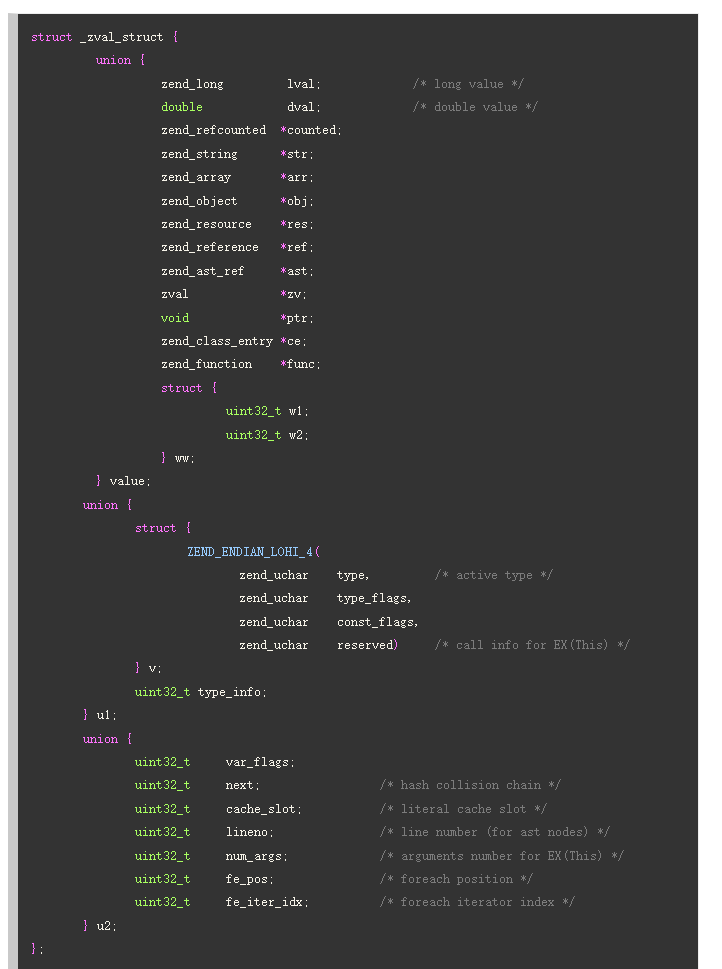 struct _zval_struct {
union {
zend_long lval; /* long value */
double dval; /* double value */
zend_refcounted *counted;
zend_string *str;
zend_array *arr;
zend_object *obj;
zend_resource *res;
zend_reference *ref;
zend_ast_ref *ast;
zval *zv;
void *ptr;
zend_class_entry *ce;
zend_function *func;
struct {
uint32_t w1;
uint32_t w2;
} ww;
} value;
union {
struct {
ZEND_ENDIAN_LOHI_4(
zend_uchar type, /* active type */
zend_uchar type_flags,
zend_uchar const_flags,
zend_uchar reserved) /* call info for EX(This) */
} v;
uint32_t type_info;
} u1;
union {
uint32_t var_flags;
uint32_t next; /* hash collision chain */
uint32_t cache_slot; /* literal cache slot */
uint32_t lineno; /* line number (for ast nodes) */
uint32_t num_args; /* arguments number for EX(This) */
uint32_t fe_pos; /* foreach position */
uint32_t fe_iter_idx; /* foreach iterator index */
} u2;
};